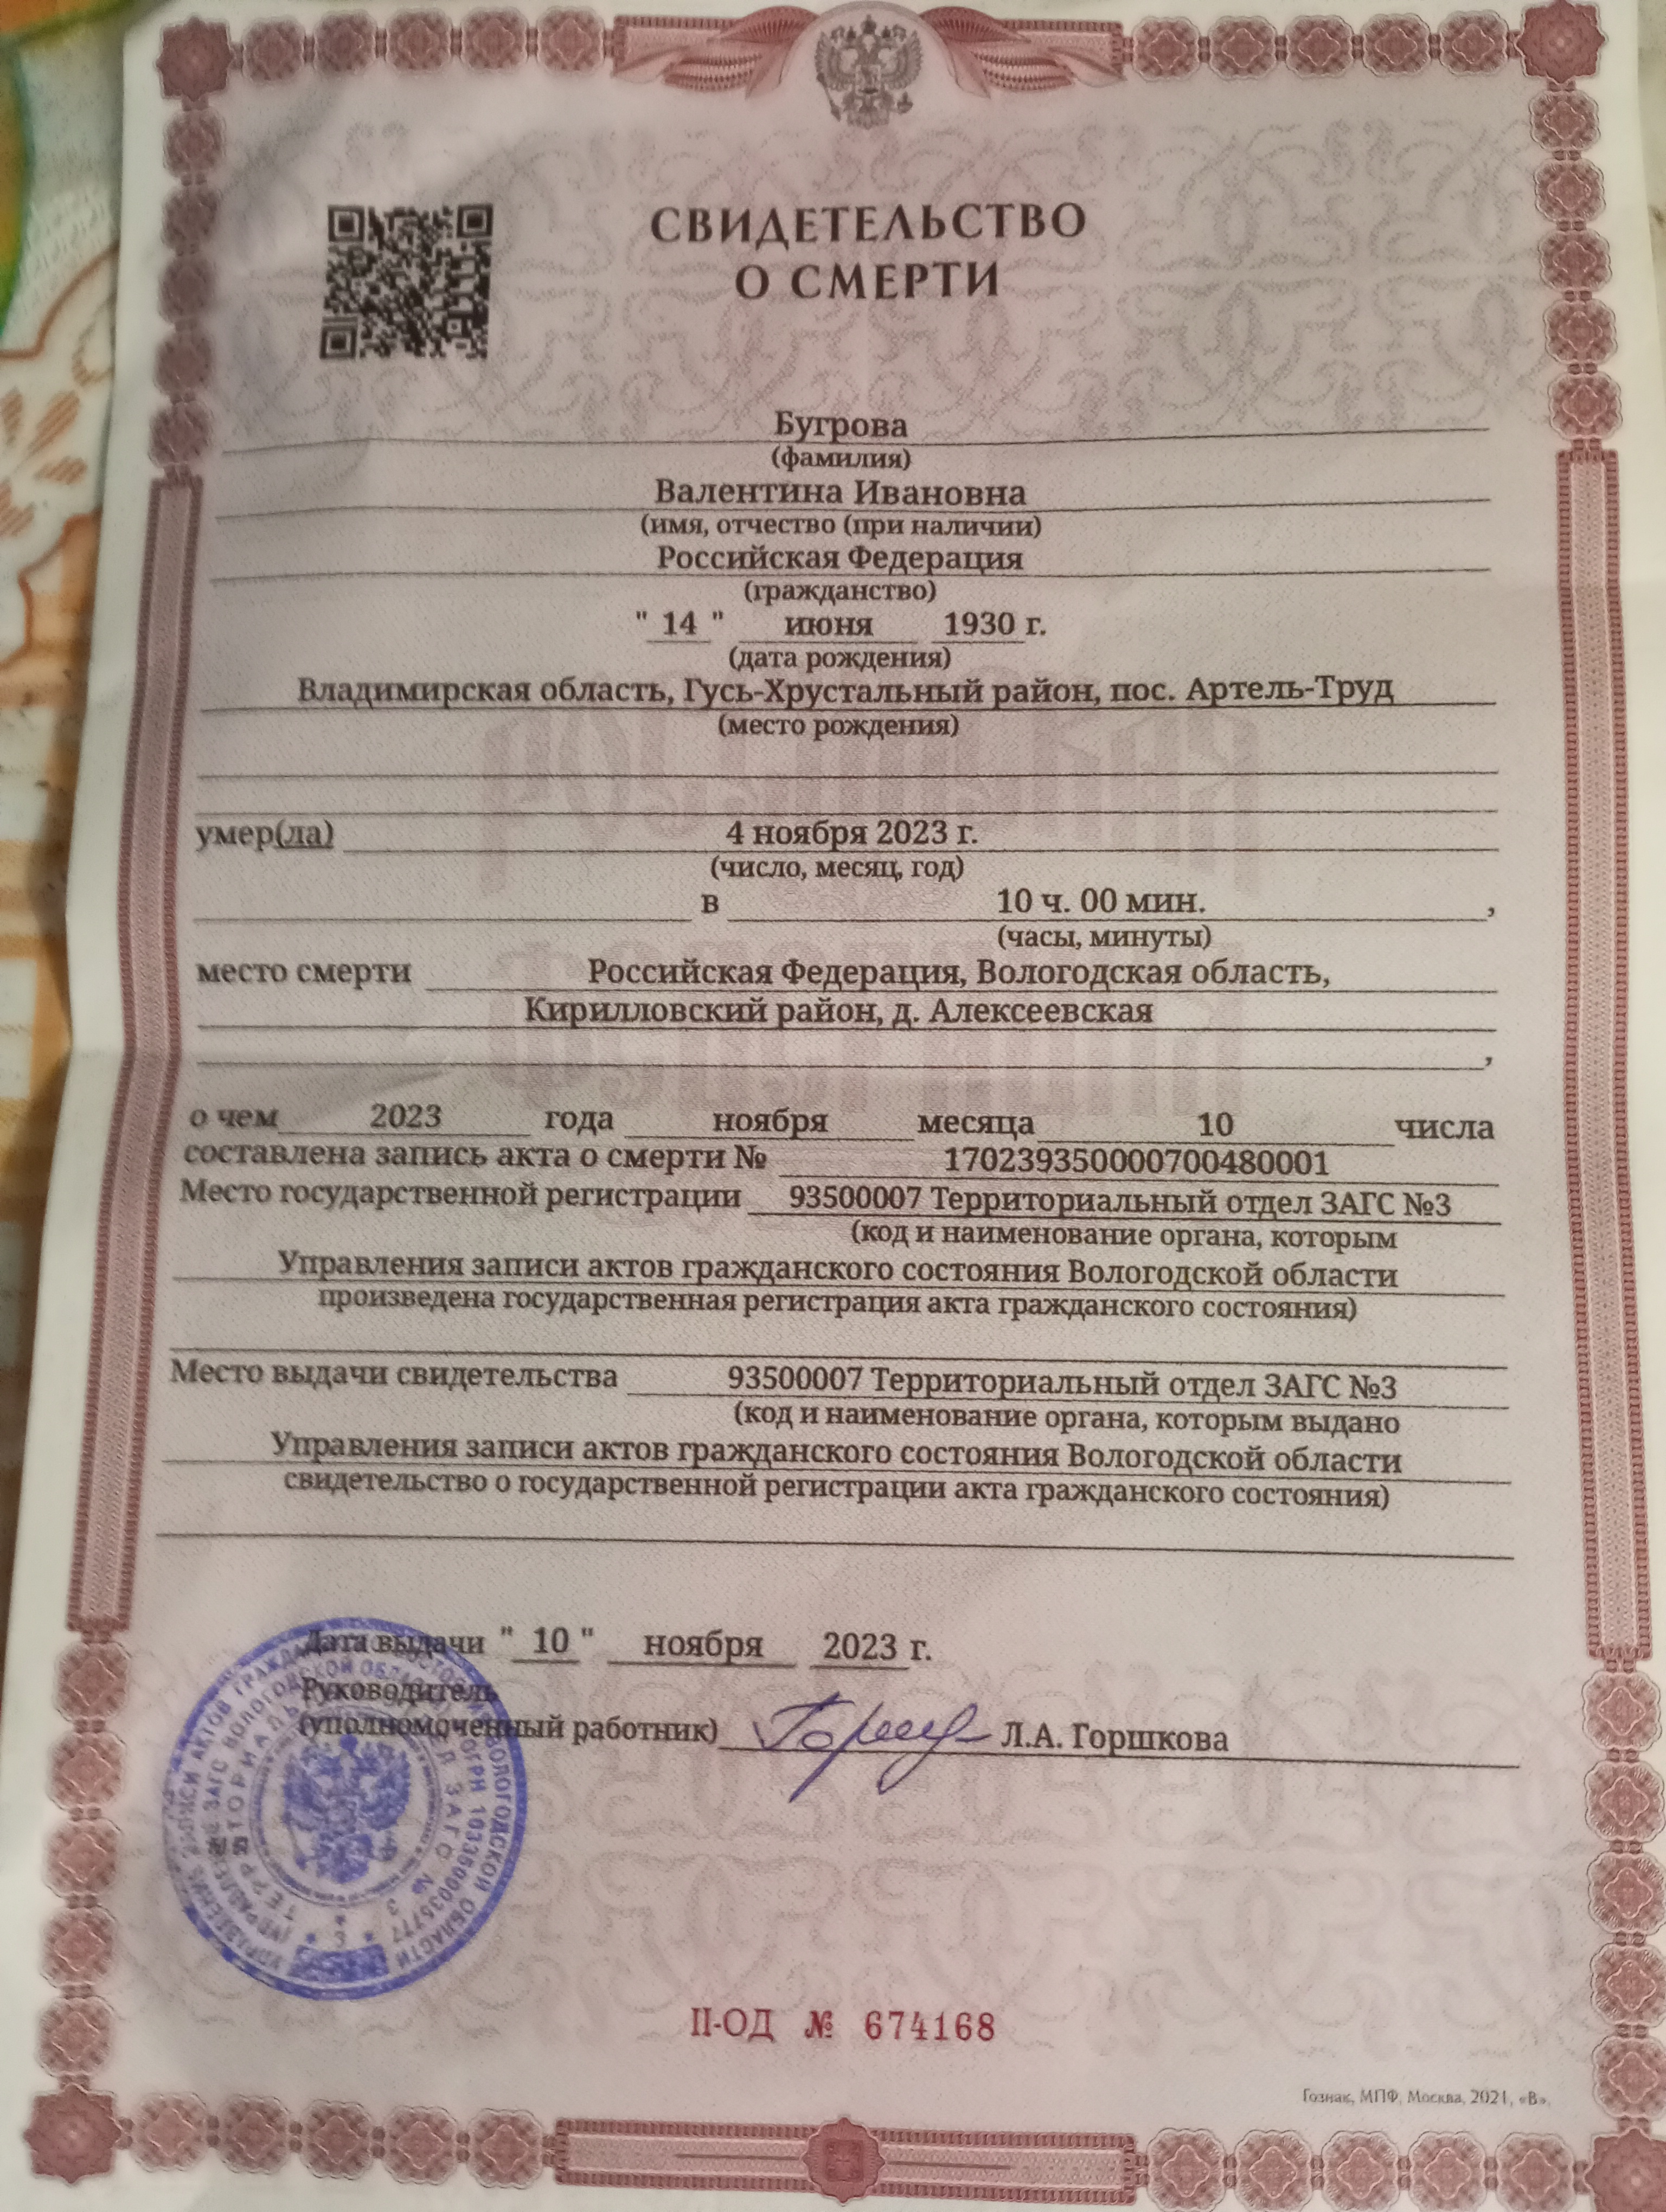 СВИДЕТЕЛЬСТВО
О СМЕРТИ
Бугрова
(фамилия)
Валентина Ивановна
(имя, отчество (при наличии)
Российская Федерация
(гражданство)
" 14 " июня 1930 г.
(дата рождения)
Владимирская область, Гусь-Хрустальный район, пос. Артель-Труд
(место рождения)
умер(ла) 4 ноября 2023 г.
(число, месяц, год)
в 10 ч. 00 мин. ,
(часы, минуты)
место смерти Российская Федерация, Вологодская область,
Кирилловский район, д. Алексеевская
,
о чем 2023 года ноября месяца 10 числа
составлена запись акта о смерти № 170239350000700480001
Место государственной регистрации 93500007 Территориальный отдел ЗАГС №3
(код и наименование органа, которым
Управления записи актов гражданского состояния Вологодской области
произведена государственная регистрация акта гражданского состояния)
Место выдачи свидетельства 93500007 Территориальный отдел ЗАГС №3
(код и наименование органа, которым выдано
Управления записи актов гражданского состояния Вологодской области
свидетельство о государственной регистрации акта гражданского состояния)
Дата выдачи " 10 " ноября 2023 г.
Руководитель
(уполномоченный работник) Л.А. Горшкова
II-ОД № 674168
Гознак, МПФ, Москва, 2021, «В».